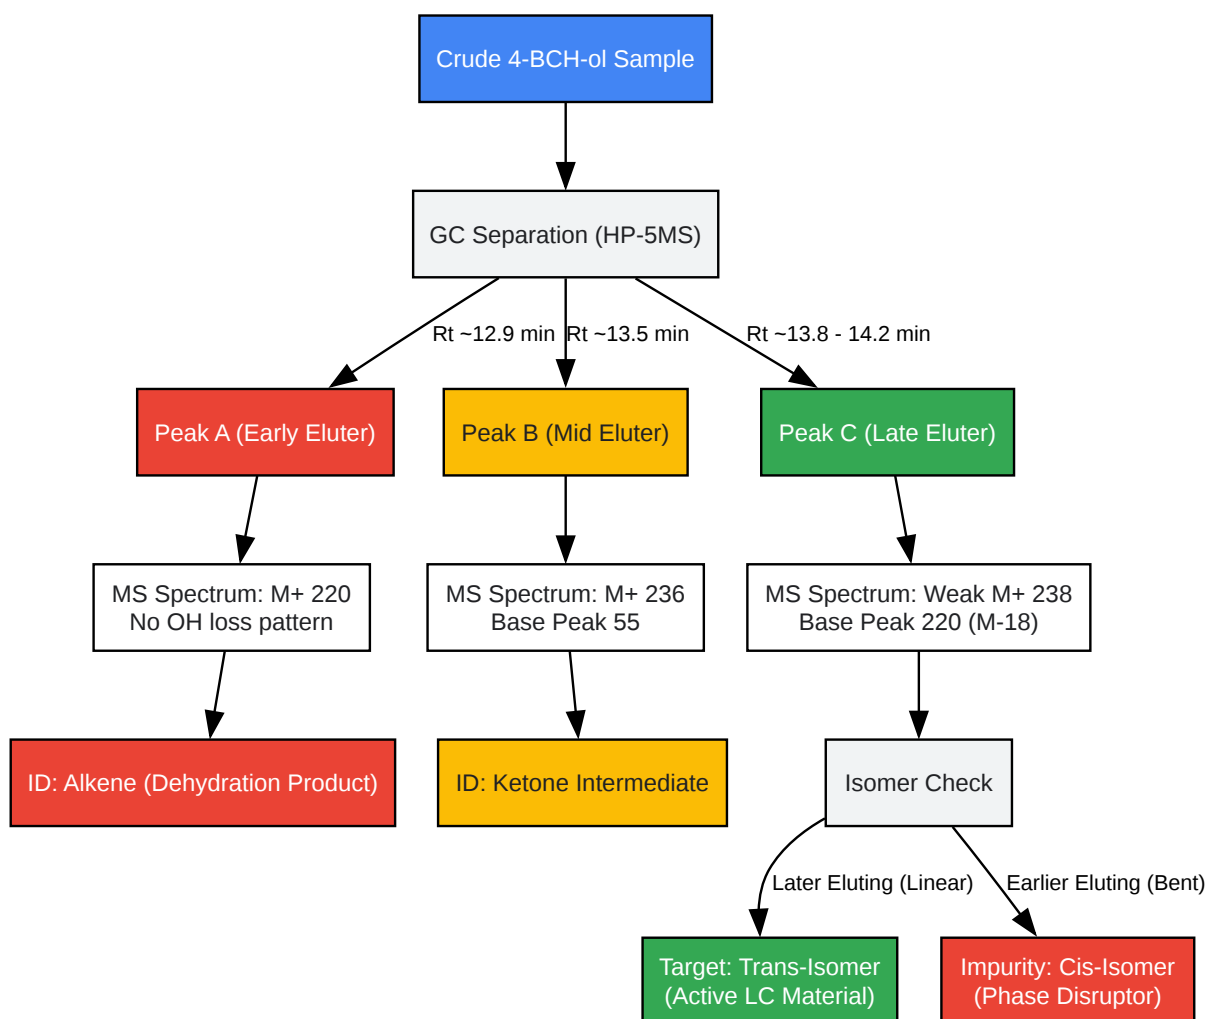 Crude 4-BCH-ol Sample
GC Separation (HP-5MS)
Rt ~12.9 min
Rt ~13.5 min
Rt ~13.8 - 14.2 min
Peak A (Early Eluter)
Peak B (Mid Eluter)
Peak C (Late Eluter)
MS Spectrum: M+ 220
No OH loss pattern
MS Spectrum: M+ 236
Base Peak 55
MS Spectrum: Weak M+ 238
Base Peak 220 (M-18)
ID: Alkene (Dehydration Product)
ID: Ketone Intermediate
Isomer Check
Later Eluting (Linear)
Earlier Eluting (Bent)
Target: Trans-Isomer
(Active LC Material)
Impurity: Cis-Isomer
(Phase Disruptor)